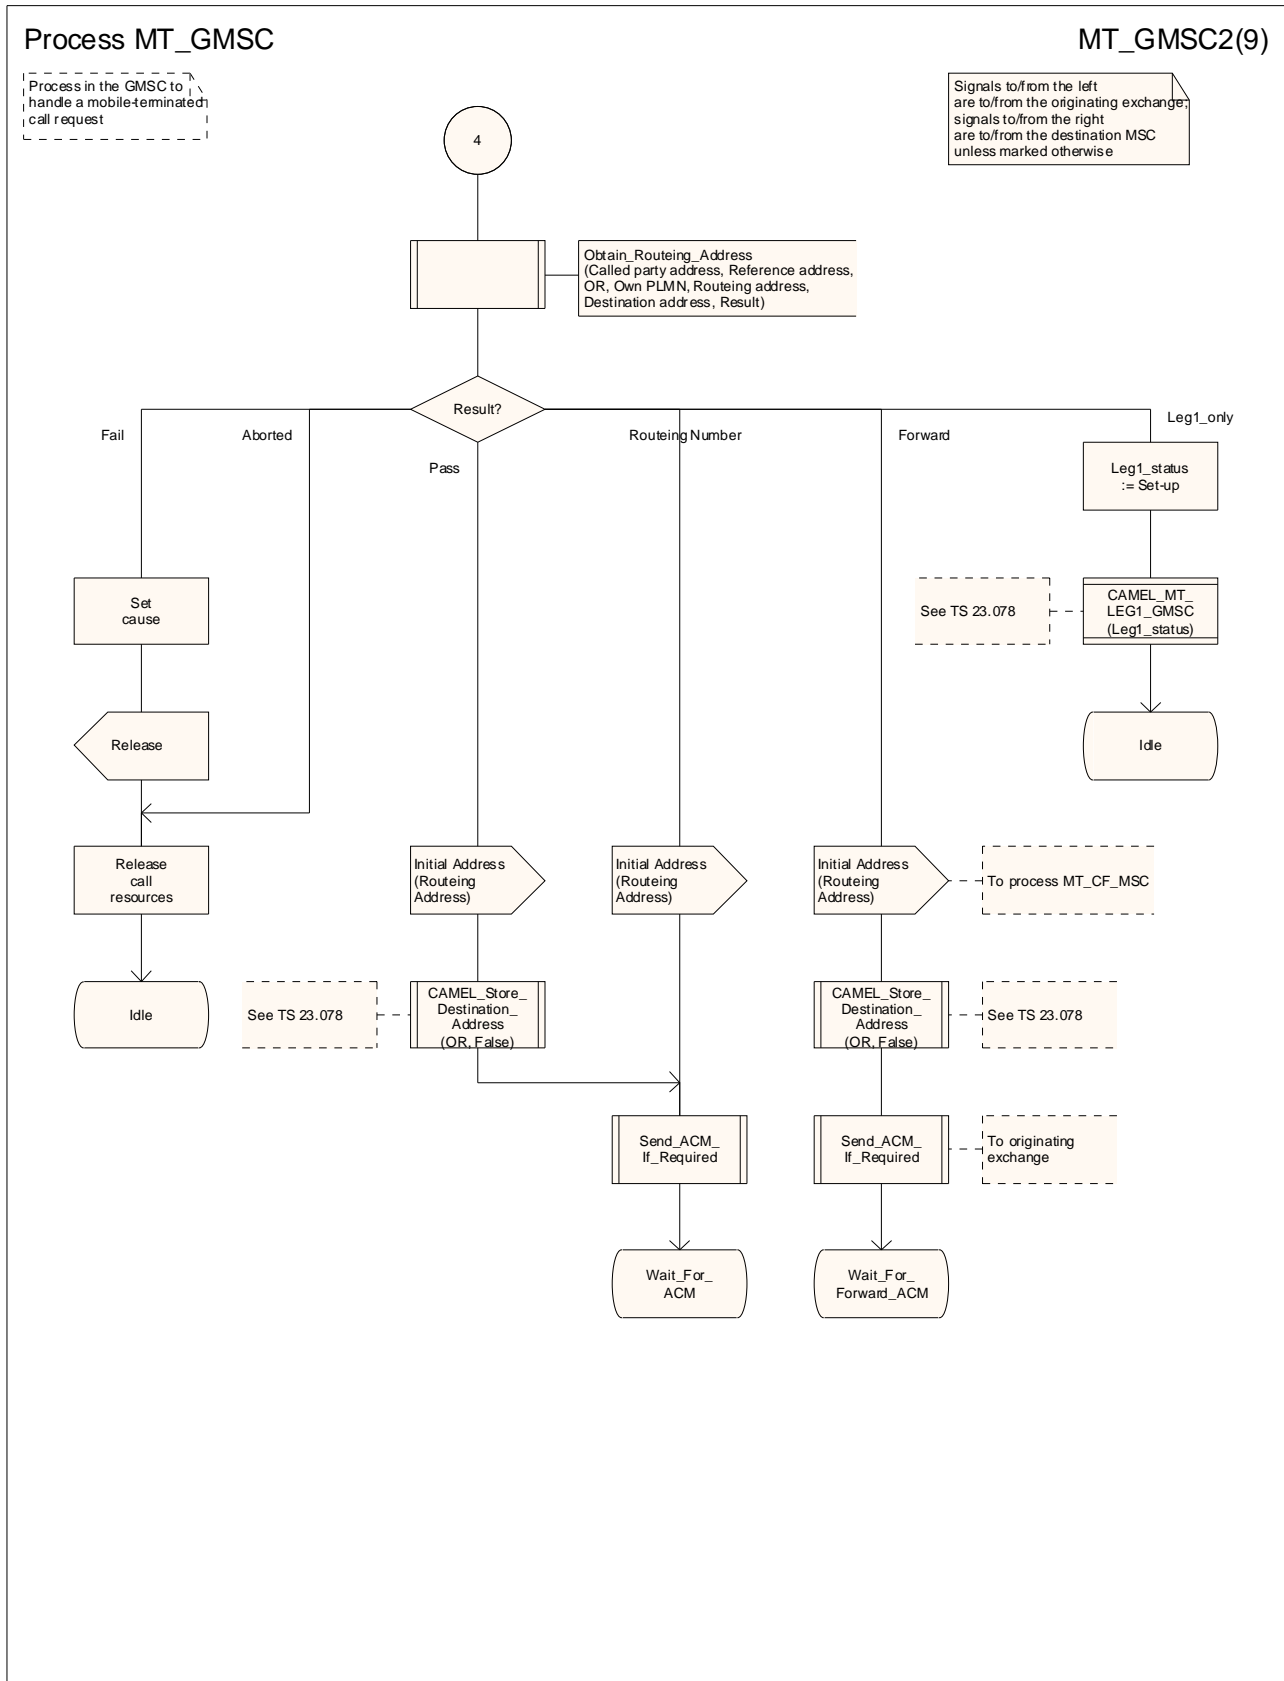 Process MT_GMSC
MT_GMSC2(9)
Process in the GMSC to
handle a mobile-terminated
call request
Signals to/from the left
are to/from the originating exchange;
signals to/from the right
are to/from the destination MSC
unless marked otherwise
4
Obtain_Routeing_Address
(Called party address, Reference address,
OR, Own PLMN, Routeing address,
Destination address, Result)
Result?
Fail
Aborted
Pass
Routeing Number
Forward
Leg1_only
Leg1_status
:= Set-up
Set
cause
See TS 23.078
CAMEL_MT_
LEG1_GMSC
(Leg1_status)
Release
Idle
Release
call
resources
Initial Address
(Routeing
Address)
Initial Address
(Routeing
Address)
Initial Address
(Routeing
Address)
To process MT_CF_MSC
Idle
See TS 23.078
CAMEL_Store_
Destination_
Address
(OR, False)
CAMEL_Store_
Destination_
Address
(OR, False)
See TS 23.078
Send_ACM_
If_Required
Send_ACM_
If_Required
To originating
exchange
Wait_For_
ACM
Wait_For_
Forward_ACM